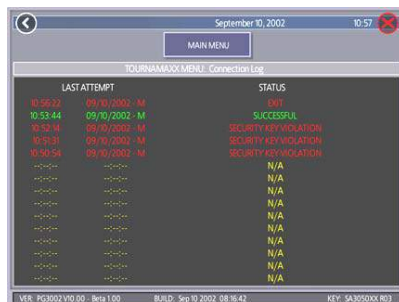 September 10, 2002 10:57
MAIN MENU
TOURNAMAXX MENU: Connection Log
LAST ATTEMPT STATUS
10:56:22 09/10/2002 - M EXIT
10:53:44 09/10/2002 - M SUCCESSFUL
10:52:14 09/10/2002 - M SECURITY KEY VIOLATION
10:51:31 09/10/2002 - M SECURITY KEY VIOLATION
10:50:54 09/10/2002 - M SECURITY KEY VIOLATION
--:--:-- --:--:-- N/A
--:--:-- --:--:-- N/A
--:--:-- --:--:-- N/A
--:--:-- --:--:-- N/A
--:--:-- --:--:-- N/A
--:--:-- --:--:-- N/A
--:--:-- --:--:-- N/A
--:--:-- --:--:-- N/A
--:--:-- --:--:-- N/A
--:--:-- --:--:-- N/A
VER: PG3002 V10.00 - Beta 1.00 BUILD: Sep 10 2002 08:16:42 KEY: SA3050XX R03